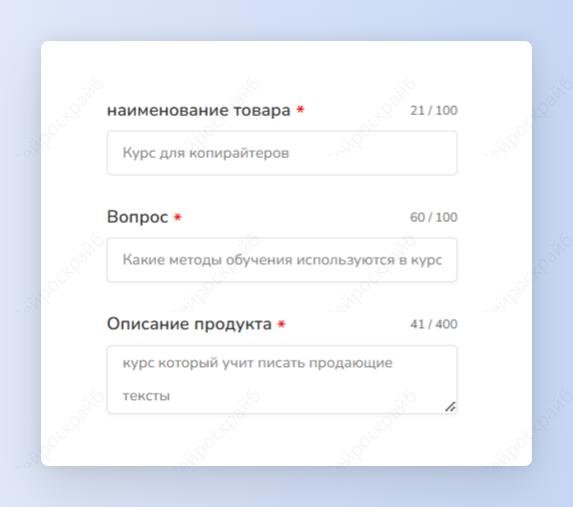 наименование товара *
21 / 100
Курс для копирайтеров
Вопрос *
60 / 100
Какие методы обучения используются в курс
Описание продукта *
41 / 400
курс который учит писать продающие
тексты